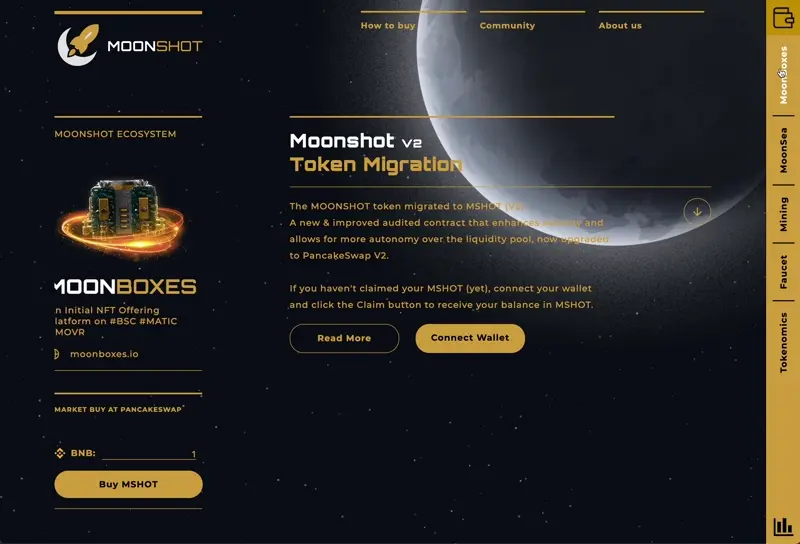 How to buy
Community
About us
MOONSHOT
MOONSHOT ECOSYSTEM
Moonshot V2
Token Migration
The MOONSHOT token migrated to MSHOT (V2).
A new & improved audited contract that enhances security and
allows for more autonomy over the liquidity pool, now upgraded
to PancakeSwap V2.
If you haven't claimed your MSHOT (yet), connect your wallet
and click the Claim button to receive your balance in MSHOT.
Read More
Connect Wallet
MOONBOXES
n Initial NFT Offering
latform on #BSC #MATIC
MOVR
moonboxes.io
MARKET BUY AT PANCAKESWAP
BNB:
1
Buy MSHOT
MoonBoxes
MoonSea
Mining
Faucet
Tokenomics